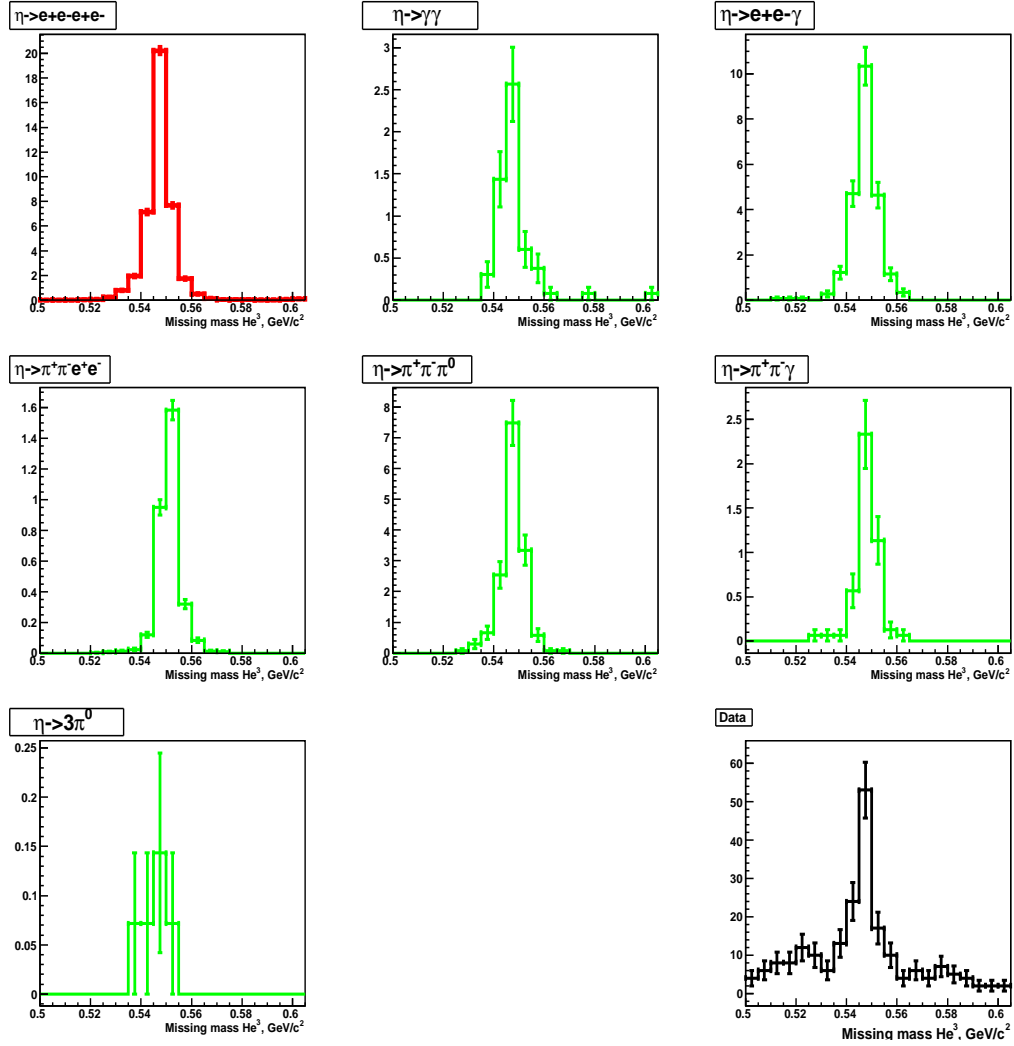 η->e+e-e+e-
η->γγ
η->e+e-γ
20
18
16
14
12
10
8
6
4
2
0
0.5 0.52 0.54 0.56 0.58 0.6
Missing mass He³, GeV/c²
3
2.5
2
1.5
1
0.5
0
0.5 0.52 0.54 0.56 0.58 0.6
Missing mass He³, GeV/c²
10
8
6
4
2
0
0.5 0.52 0.54 0.56 0.58 0.6
Missing mass He³, GeV/c²
η->π⁺π⁻e⁺e⁻
η->π⁺π⁻π⁰
η->π⁺π⁻γ
1.6
1.4
1.2
1
0.8
0.6
0.4
0.2
0
0.5 0.52 0.54 0.56 0.58 0.6
Missing mass He³, GeV/c²
8
7
6
5
4
3
2
1
0
0.5 0.52 0.54 0.56 0.58 0.6
Missing mass He³, GeV/c²
2.5
2
1.5
1
0.5
0
0.5 0.52 0.54 0.56 0.58 0.6
Missing mass He³, GeV/c²
η->3π⁰
Data
0.25
0.2
0.15
0.1
0.05
0
0.5 0.52 0.54 0.56 0.58 0.6
Missing mass He³, GeV/c²
60
50
40
30
20
10
0
0.5 0.52 0.54 0.56 0.58 0.6
Missing mass He³, GeV/c²